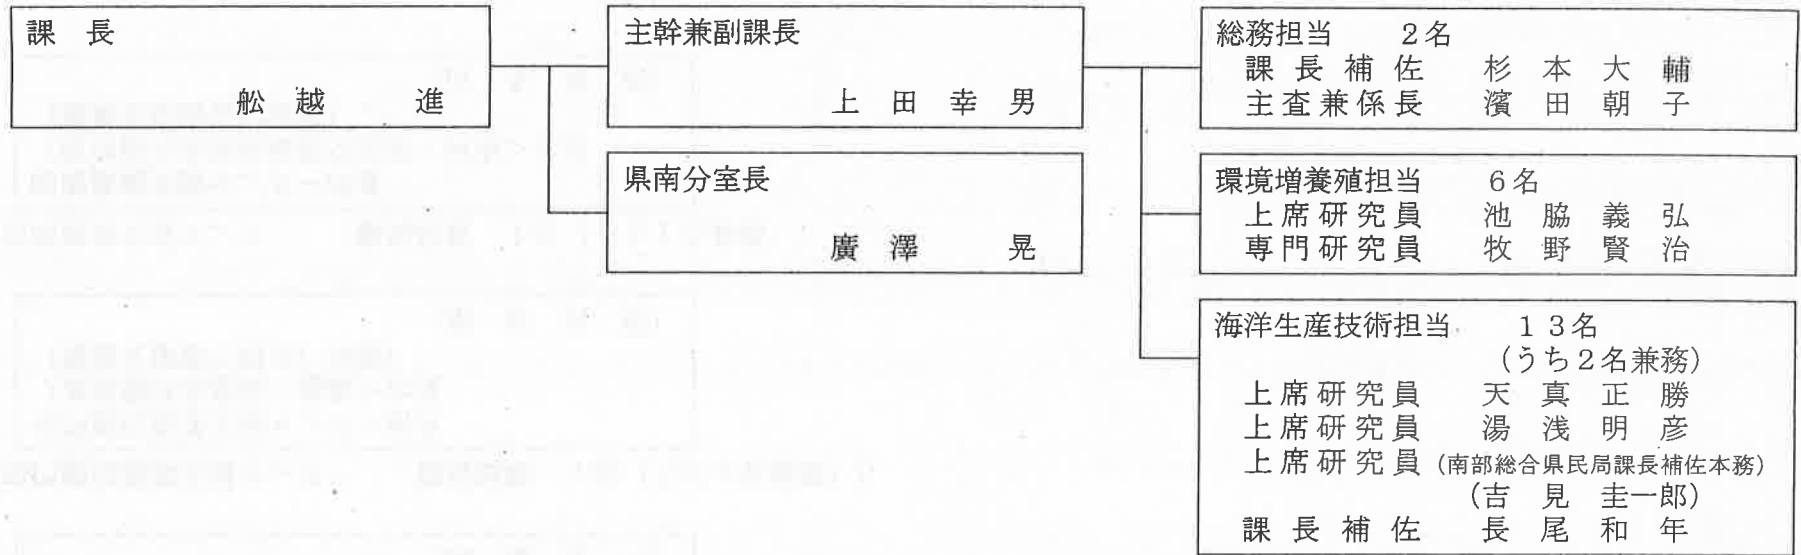 課　長
舩　越　　進
主幹兼副課長
上　田　幸　男
県南分室長
廣　澤　　晃
総務担当　　２名
課　長　補　佐　　杉　本　大　輔
主査兼係長　　濱　田　朝　子
環境増養殖担当　　６名
上席研究員　　池　脇　義　弘
専門研究員　　牧　野　賢　治
海洋生産技術担当　　１３名
（うち２名兼務）
上席研究員　　天　真　正　勝
上席研究員　　湯　浅　明　彦
上席研究員（南部総合県民局課長補佐本務）
（吉　見　圭一郎）
課　長　補　佐　　長　尾　和　年